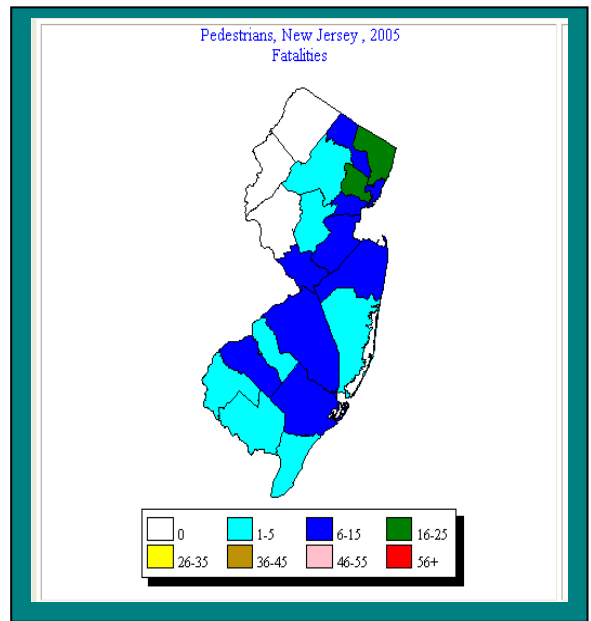 Pedestrians, New Jersey , 2005
Fatalities
0 1-5 6-15 16-25
26-35 36-45 46-55 56+